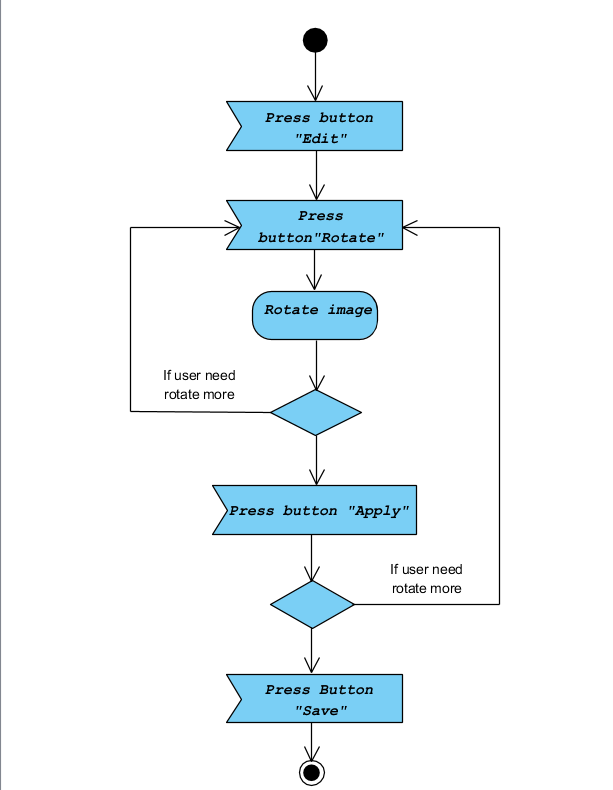 Press button
"Edit"
Press
button"Rotate"
Rotate image
If user need
rotate more
Press button "Apply"
If user need
rotate more
Press Button
"Save"